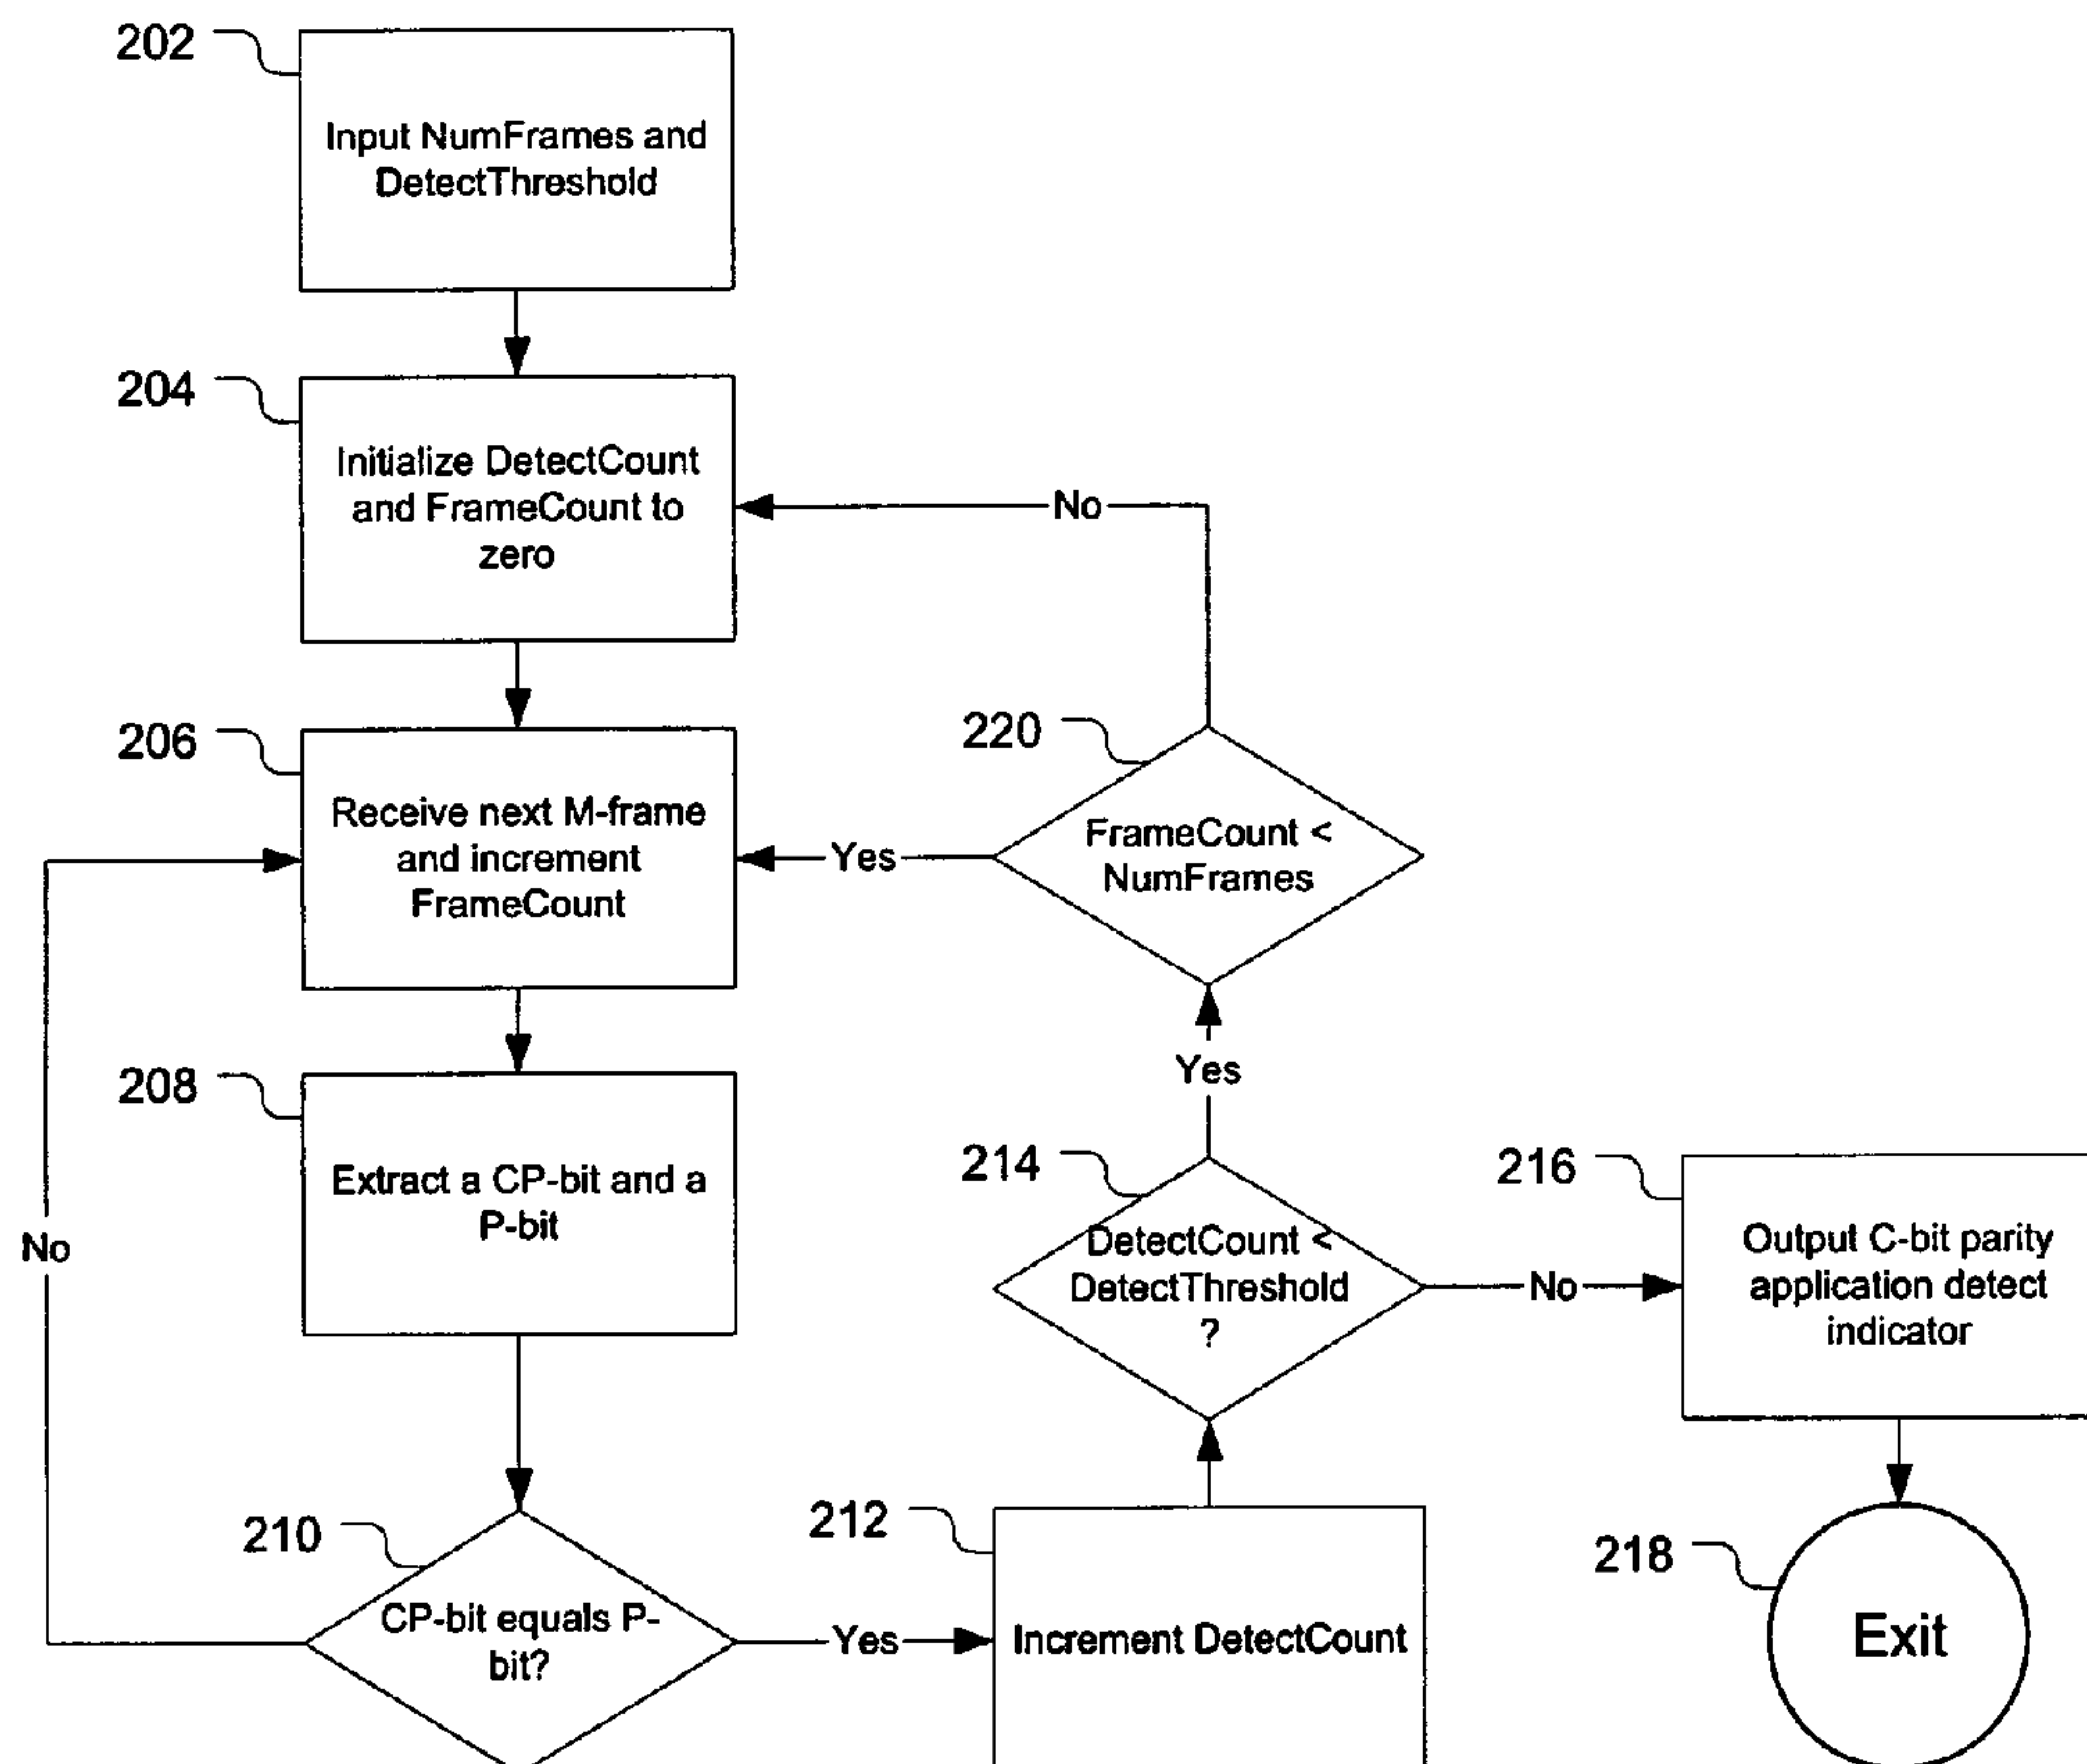 202
Input NumFrames and
DetectThreshold
204
Initialize DetectCount
and FrameCount to
zero
No
206
Receive next M-frame
and increment
FrameCount
Yes
220
FrameCount <
NumFrames
Yes
208
Extract a CP-bit and a
P-bit
No
214
DetectCount <
DetectThreshold
?
No
216
Output C-bit parity
application detect
indicator
210
CP-bit equals P-
bit?
Yes
212
Increment DetectCount
218
Exit